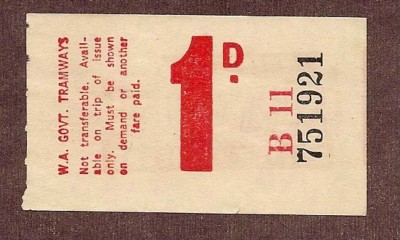 W.A. GOVT. TRAMWAYS
Not transferable. Avail-
able on trip of issue
only. Must be shown
on demand or another
fare paid.
1D.
B 11
751921